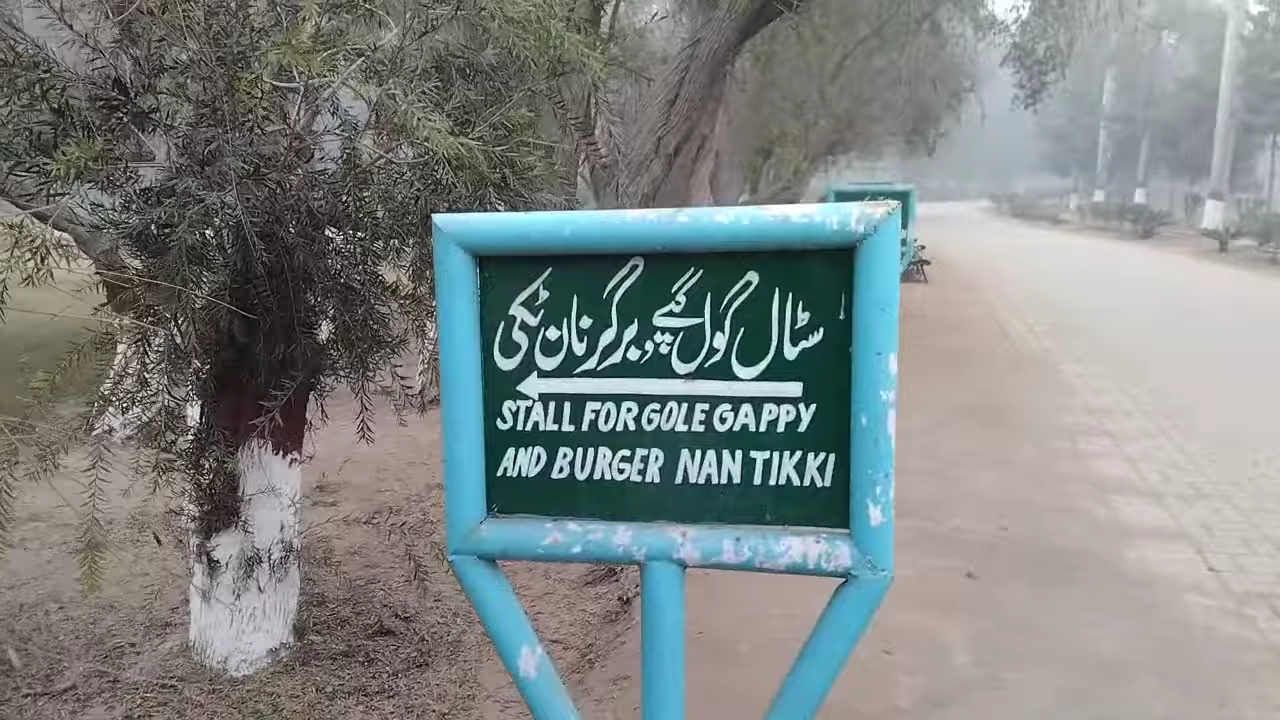 سٹال گول گپے و برگر نان ٹکی
STALL FOR GOLE GAPPY
AND BURGER NAN TIKKI